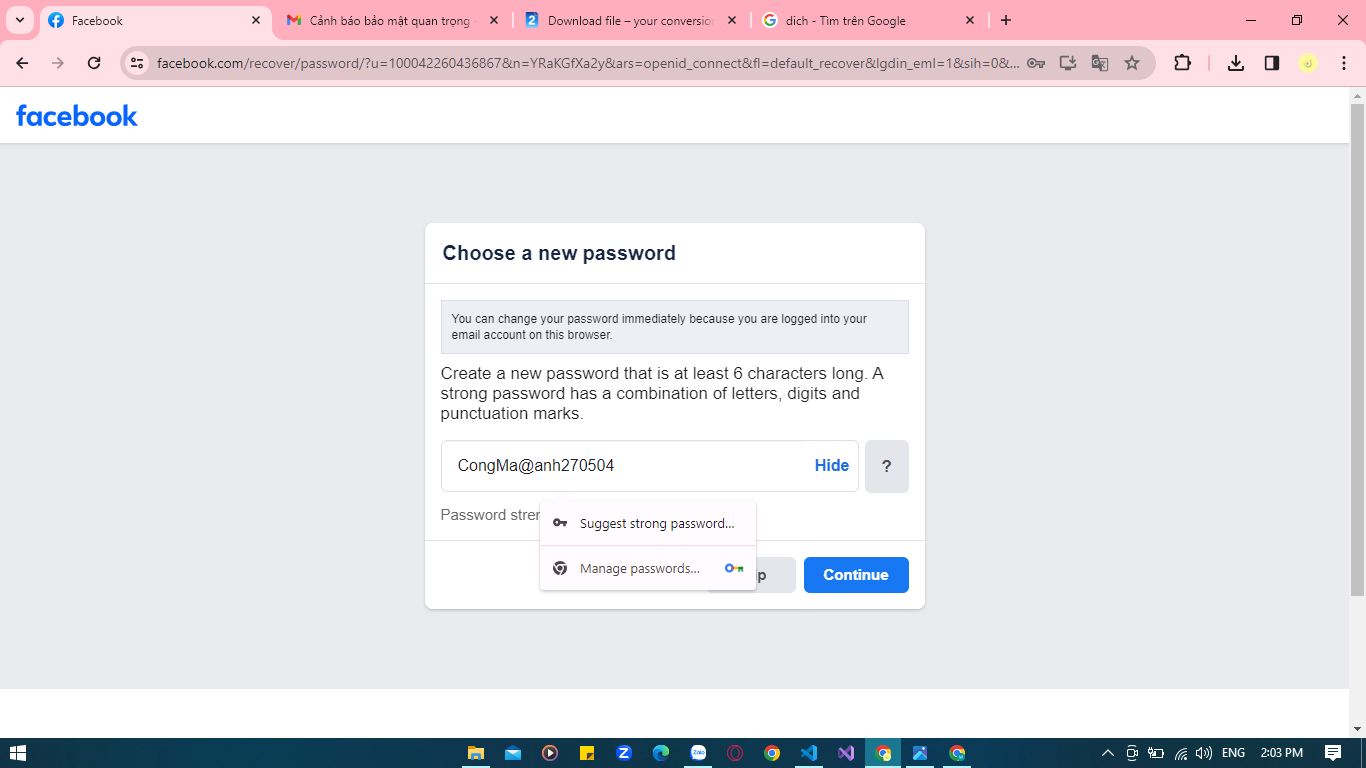 Facebook
Cảnh báo bảo mật quan trọng
Download file – your conversion
dich - Tìm trên Google
facebook.com/recover/password/?u=100042260436867&n=YRaKGfXa2y&ars=openid_connect&fl=default_recover&lgdin_eml=1&sih=0&...
facebook
Choose a new password
You can change your password immediately because you are logged into your
email account on this browser.
Create a new password that is at least 6 characters long. A
strong password has a combination of letters, digits and
punctuation marks.
CongMa@anh270504
Hide
?
Password
Suggest strong password...
Manage passwords...
Continue
ENG
2:03 PM